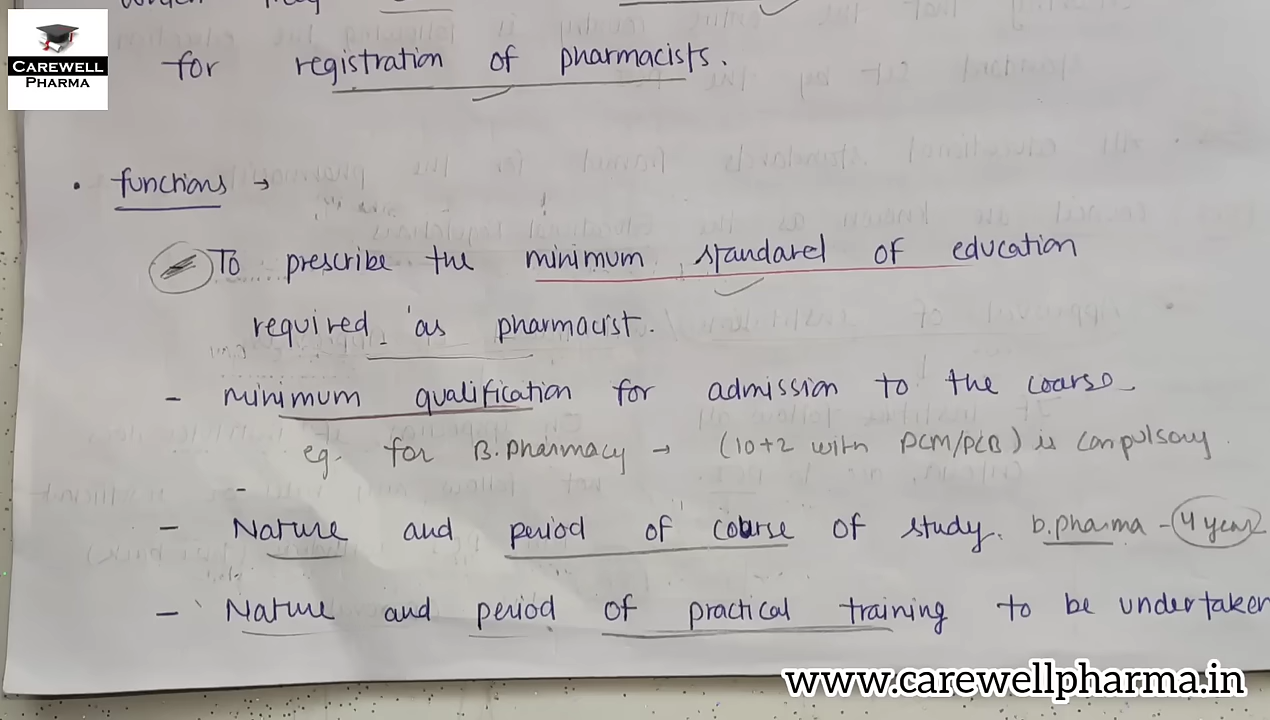 CAREWELL
PHARMA
for registration of pharmacists.
• functions →
To prescribe the minimum standard of education
required as pharmacist.
- minimum qualification for admission to the coarse
eg. for B.pharmacy → (10+2 with PCM/PCB) is compulsory
- Nature and period of course of study. b.pharma - 4 year
- Nature and period of practical training to be undertaken
www.carewellpharma.in